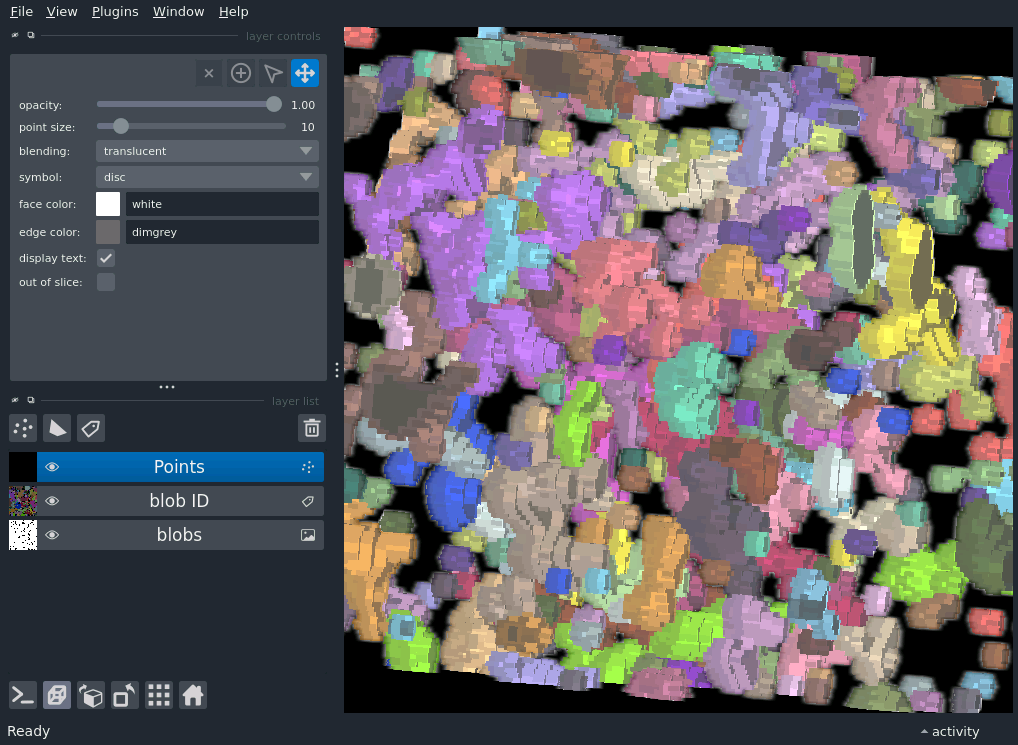 File View Plugins Window Help
layer controls
opacity: 1.00
point size: 10
blending: translucent
symbol: disc
face color: white
edge color: dimgrey
display text:
out of slice:
layer list
Points
blob ID
blobs
Ready
activity